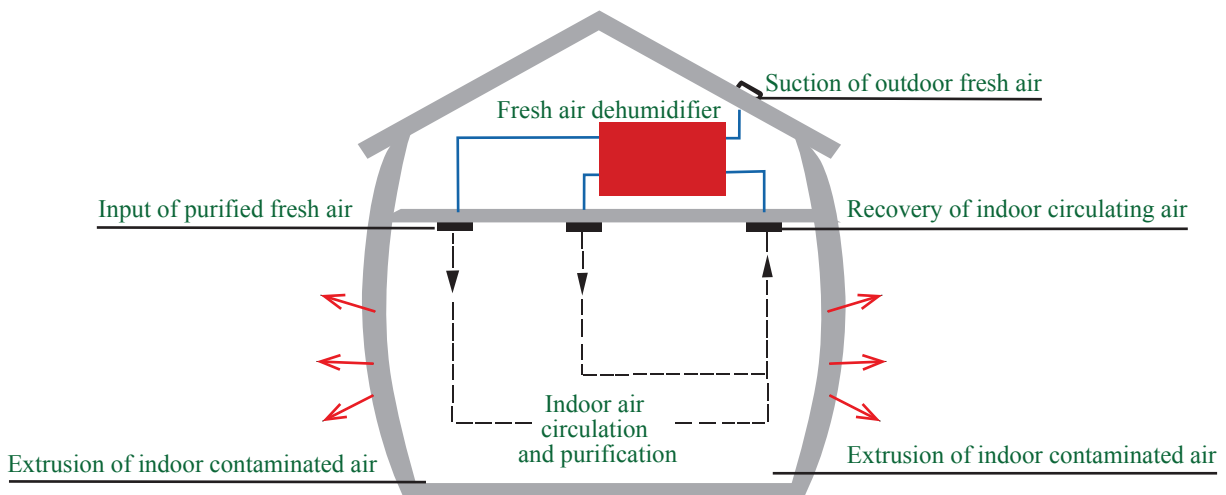 Suction of outdoor fresh air
Fresh air dehumidifier
Input of purified fresh air
Recovery of indoor circulating air
Indoor air
circulation
and purification
Extrusion of indoor contaminated air
Extrusion of indoor contaminated air